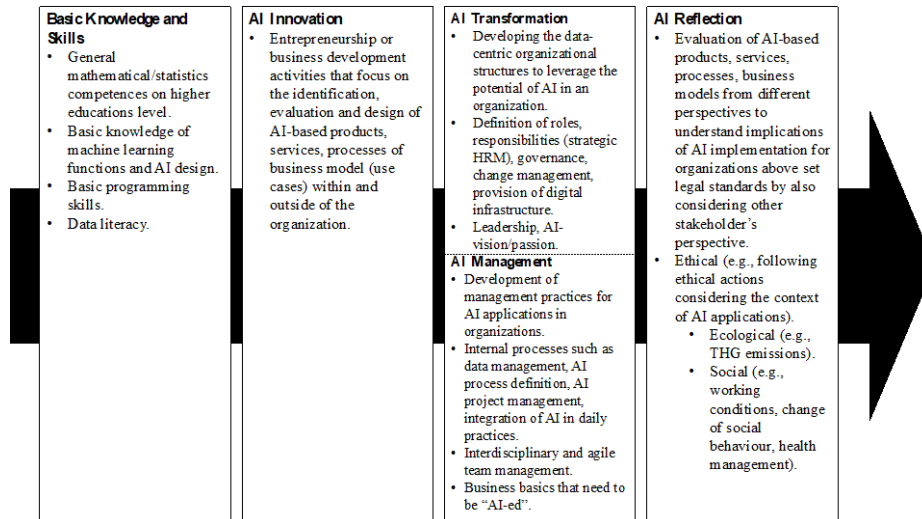 Basic Knowledge and
Skills
• General
mathematical/statistics
competences on higher
educations level.
• Basic knowledge of
machine learning
functions and AI design.
• Basic programming
skills.
• Data literacy.
AI Innovation
• Entrepreneurship or
business development
activities that focus on
the identification,
evaluation and design of
AI-based products,
services, processes of
business model (use
cases) within and
outside of the
organization.
AI Transformation
• Developing the data-
centric organizational
structures to leverage the
potential of AI in an
organization.
• Definition of roles,
responsibilities (strategic
HRM), governance,
change management,
provision of digital
infrastructure.
• Leadership, AI-
vision/passion.
AI Management
• Development of
management practices for
AI applications in
organizations.
• Internal processes such as
data management, AI
process definition, AI
project management,
integration of AI in daily
practices.
• Interdisciplinary and agile
team management.
• Business basics that need to
be “AI-ed”.
AI Reflection
• Evaluation of AI-based
products, services,
processes, business
models from different
perspectives to
understand implications
of AI implementation for
organizations above set
legal standards by also
considering other
stakeholder’s
perspective.
• Ethical (e.g., following
ethical actions
considering the context
of AI applications).
• Ecological (e.g.,
THG emissions).
• Social (e.g.,
working
conditions, change
of social
behaviour, health
management).